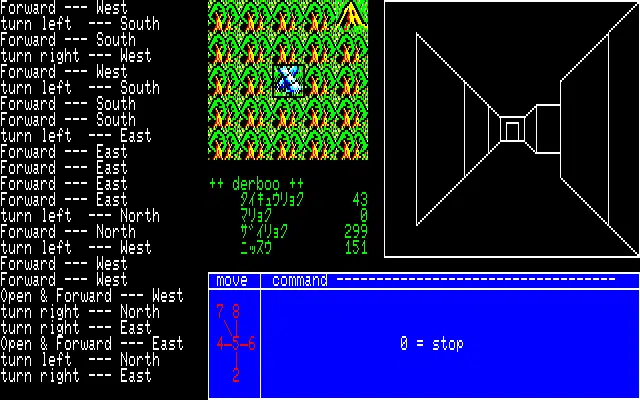 Forward --- West
turn left  --- South
Forward --- South
turn right --- West
Forward --- West
turn left  --- South
Forward --- South
Forward --- South
turn left  --- East
Forward --- East
Forward --- East
Forward --- East
Forward --- East
turn left  --- North
Forward --- North
turn left  --- West
Forward --- West
Forward --- West
Open & Forward --- West
turn right --- North
turn right --- East
Open & Forward --- East
turn left  --- North
turn right --- East
++ derboo ++
タイキュウリョク 43
マリョク 0
ザイリョク 299
ニッスウ 151
move
command -----------------------------------
7 8
4-5-6
2
0 = stop